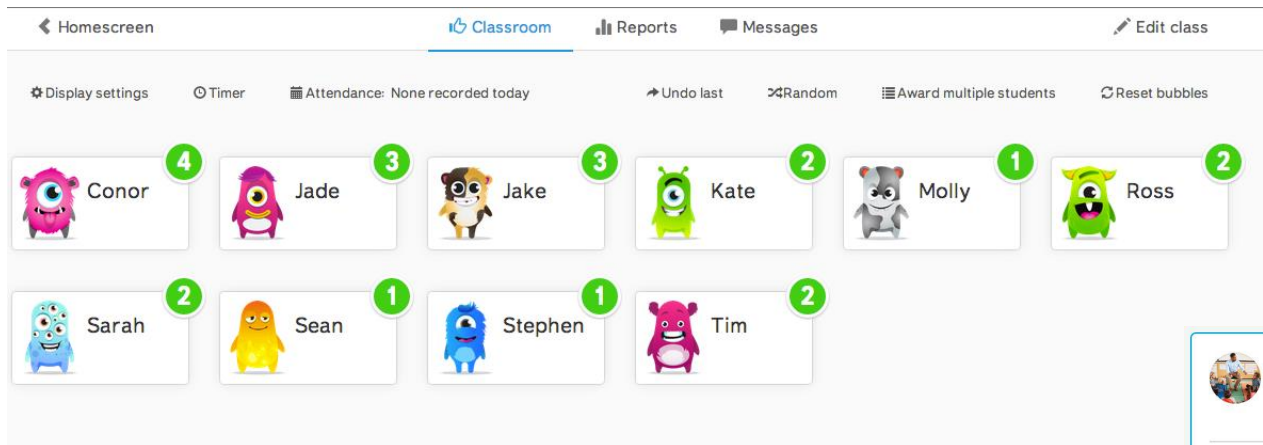 Homescreen Classroom Reports Messages Edit class
Display settings Timer Attendance: None recorded today Undo last Random Award multiple students Reset bubbles
4 3 3 2 1 2
Conor Jade Jake Kate Molly Ross
2 1 1 2
Sarah Sean Stephen Tim